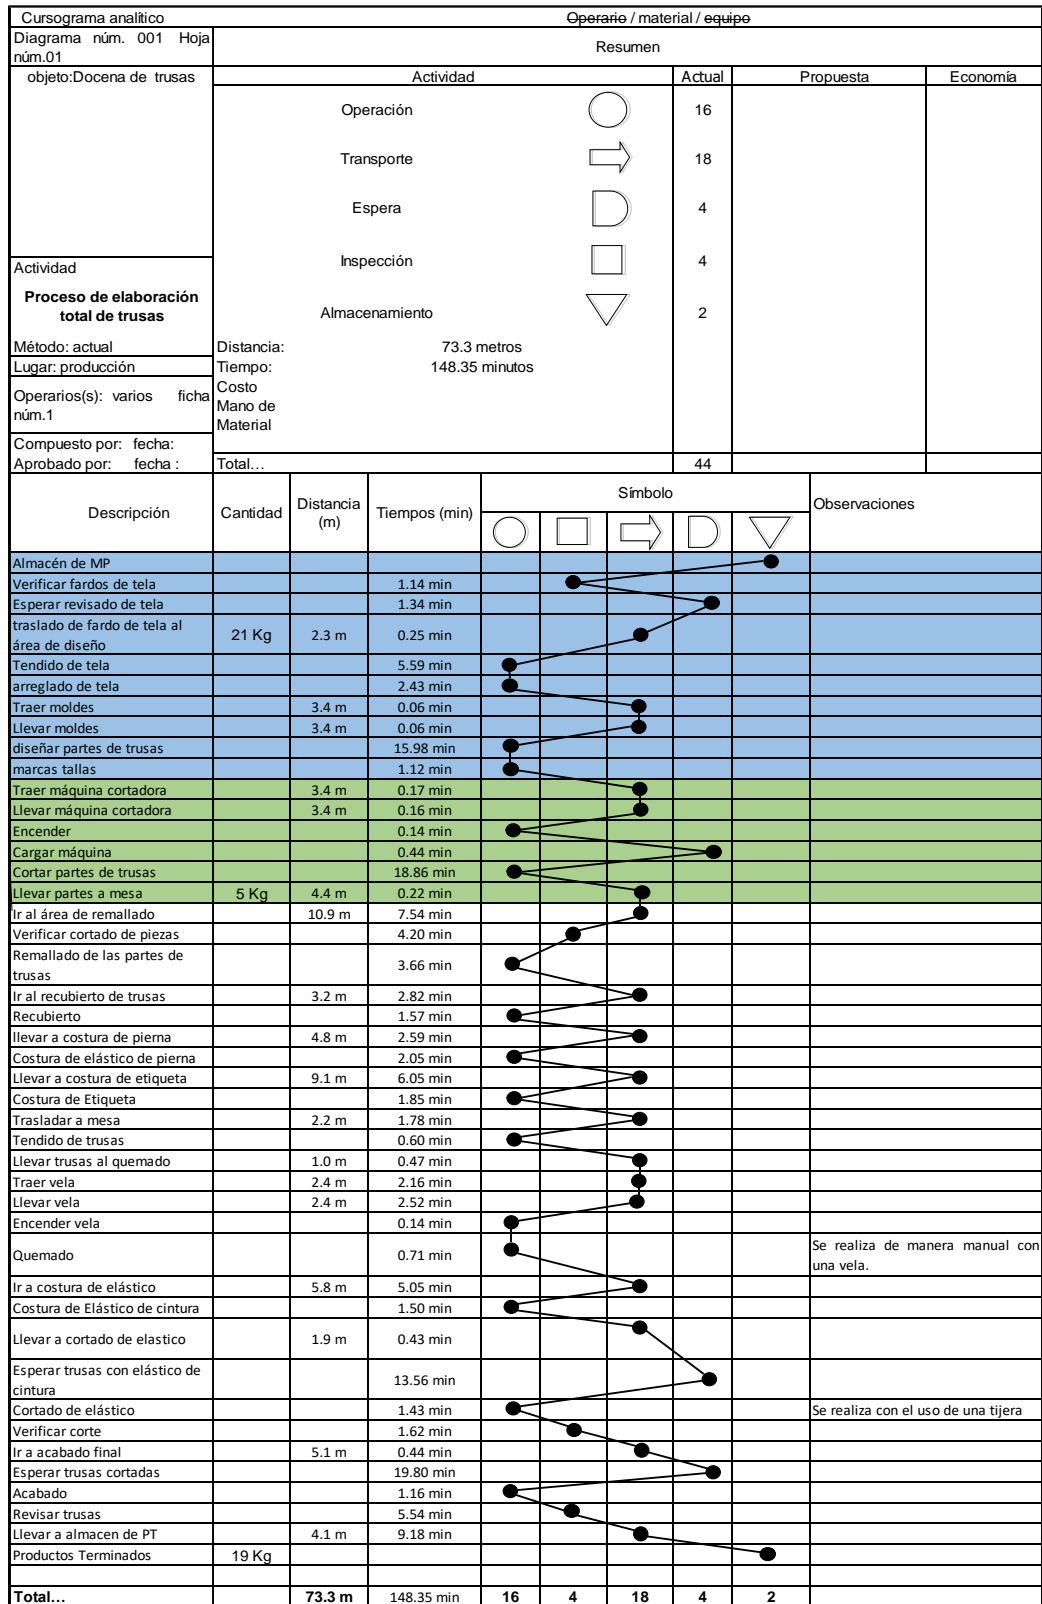 Cursograma analítico Operario / material / equipo
Diagrama núm. 001 Hoja
núm.01
Resumen
objeto:Docena de trusas
Actividad Actual Propuesta Economía
Operación 16
Transporte 18
Espera 4
Inspección 4
Almacenamiento 2
Actividad
Proceso de elaboración
total de trusas
Método: actual
Lugar: producción
Operarios(s): varios ficha
núm.1
Compuesto por: fecha:
Aprobado por: fecha :
Distancia: 73.3 metros
Tiempo: 148.35 minutos
Costo
Mano de
Material
Total... 44
Descripción Cantidad Distancia
(m) Tiempos (min) Símbolo Observaciones
Almacén de MP
Verificar fardos de tela 1.14 min
Esperar revisado de tela 1.34 min
traslado de fardo de tela al
área de diseño 21 Kg 2.3 m 0.25 min
Tendido de tela 5.59 min
arreglado de tela 2.43 min
Traer moldes 3.4 m 0.06 min
Llevar moldes 3.4 m 0.06 min
diseñar partes de trusas 15.98 min
marcas tallas 1.12 min
Traer máquina cortadora 3.4 m 0.17 min
Llevar máquina cortadora 3.4 m 0.16 min
Encender 0.14 min
Cargar máquina 0.44 min
Cortar partes de trusas 18.86 min
Llevar partes a mesa 5 Kg 4.4 m 0.22 min
Ir al área de remallado 10.9 m 7.54 min
Verificar cortado de piezas 4.20 min
Remallado de las partes de
trusas 3.66 min
Ir al recubierto de trusas 3.2 m 2.82 min
Recubierto 1.57 min
llevar a costura de pierna 4.8 m 2.59 min
Costura de elástico de pierna 2.05 min
Llevar a costura de etiqueta 9.1 m 6.05 min
Costura de Etiqueta 1.85 min
Trasladar a mesa 2.2 m 1.78 min
Tendido de trusas 0.60 min
Llevar trusas al quemado 1.0 m 0.47 min
Traer vela 2.4 m 2.16 min
Llevar vela 2.4 m 2.52 min
Encender vela 0.14 min
Quemado 0.71 min Se realiza de manera manual con
una vela.
Ir a costura de elástico 5.8 m 5.05 min
Costura de Elástico de cintura 1.50 min
Llevar a cortado de elastico 1.9 m 0.43 min
Esperar trusas con elástico de
cintura 13.56 min
Cortado de elástico 1.43 min Se realiza con el uso de una tijera
Verificar corte 1.62 min
Ir a acabado final 5.1 m 0.44 min
Esperar trusas cortadas 19.80 min
Acabado 1.16 min
Revisar trusas 5.54 min
Llevar a almacen de PT 4.1 m 9.18 min
Productos Terminados 19 Kg
Total... 73.3 m 148.35 min 16 4 18 4 2